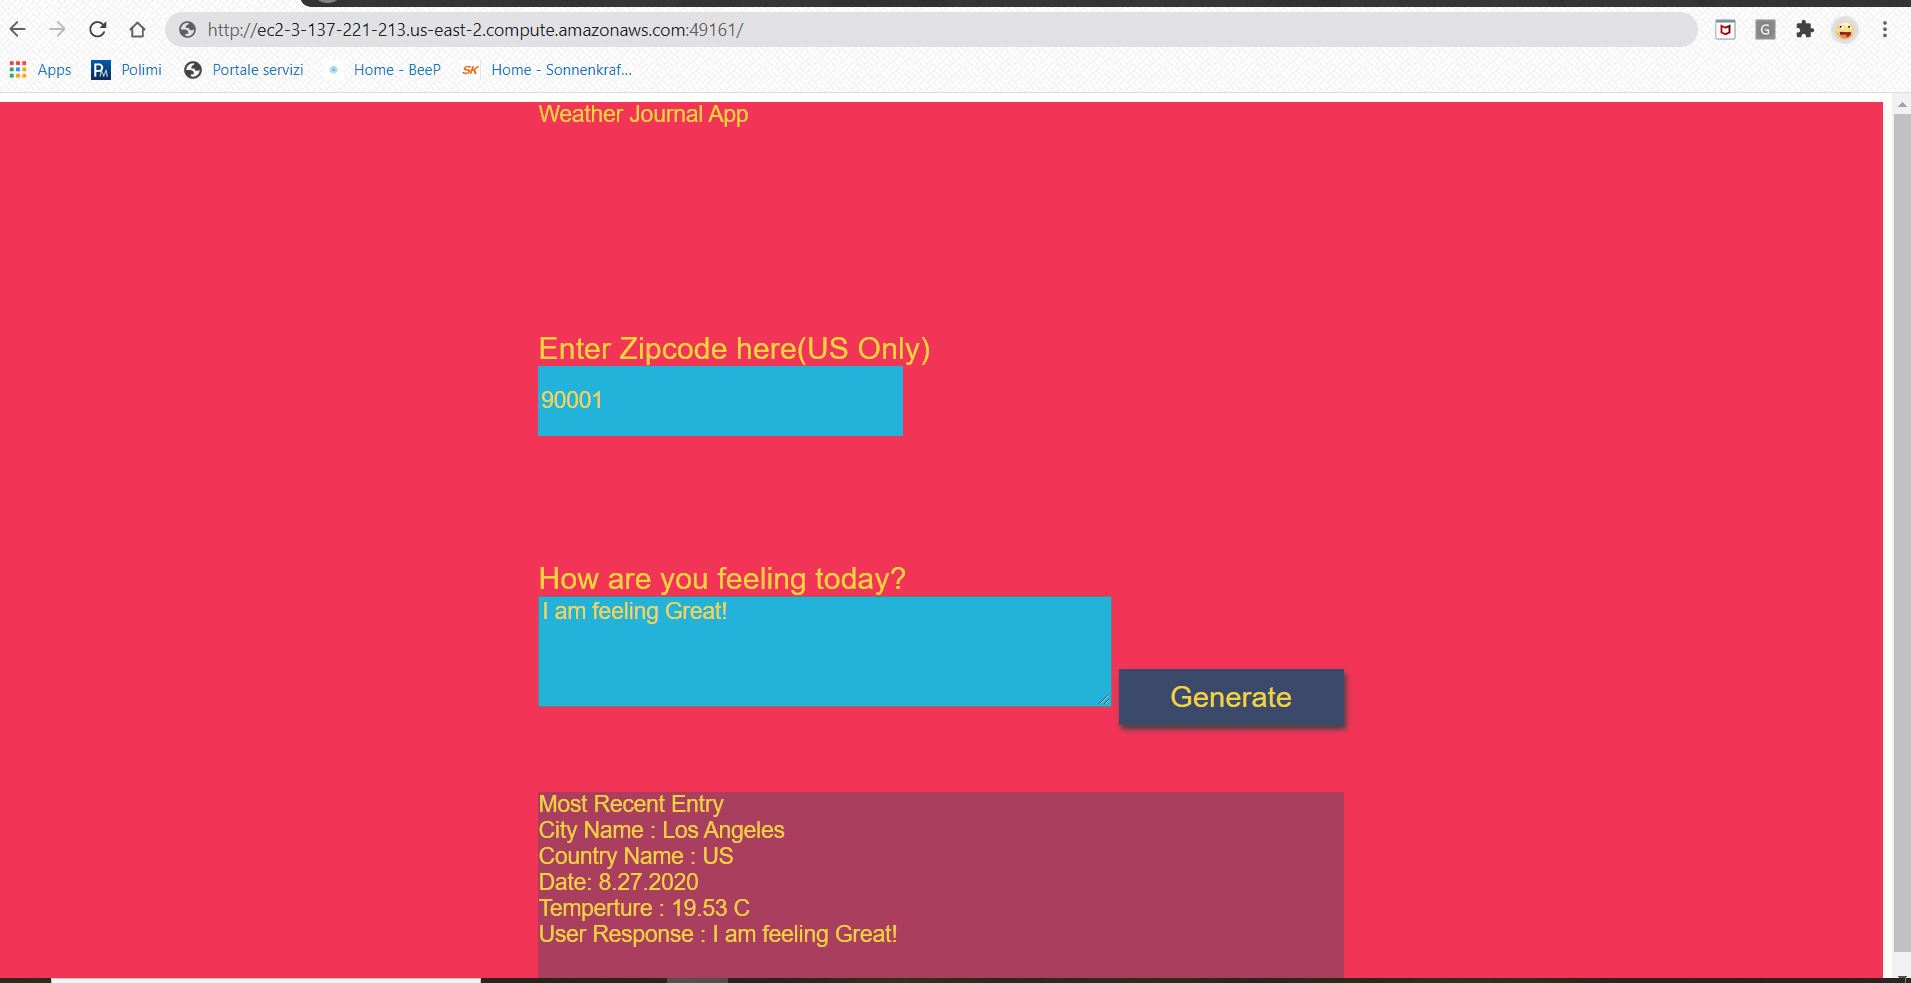 http://ec2-3-137-221-213.us-east-2.compute.amazonaws.com:49161/
G
Apps PM Polimi Portale servizi Home - BeeP SK Home - Sonnenkraf...
Weather Journal App
Enter Zipcode here(US Only)
90001
How are you feeling today?
I am feeling Great!
Generate
Most Recent Entry
City Name : Los Angeles
Country Name : US
Date: 8.27.2020
Temperture : 19.53 C
User Response : I am feeling Great!